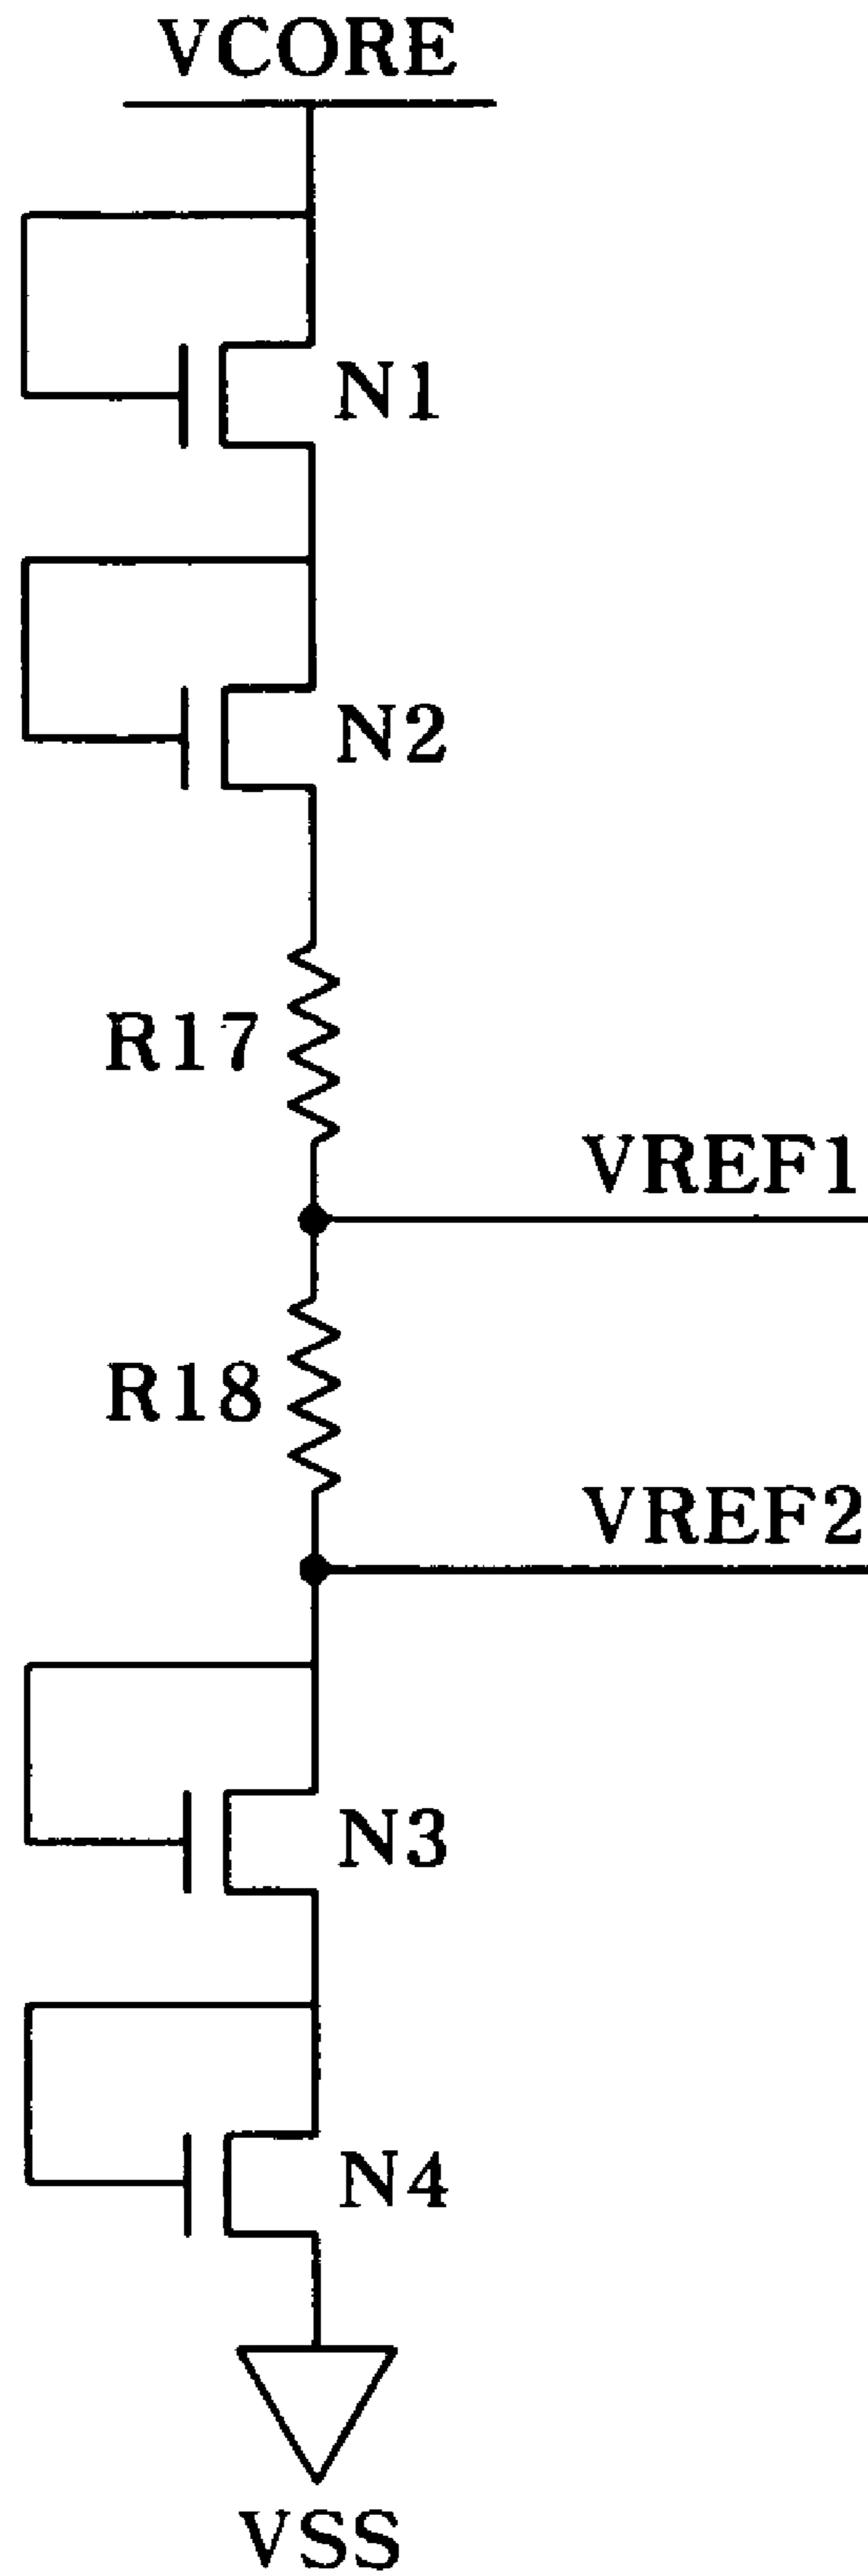 VCORE
N1
N2
R17
VREF1
R18
VREF2
N3
N4
VSS